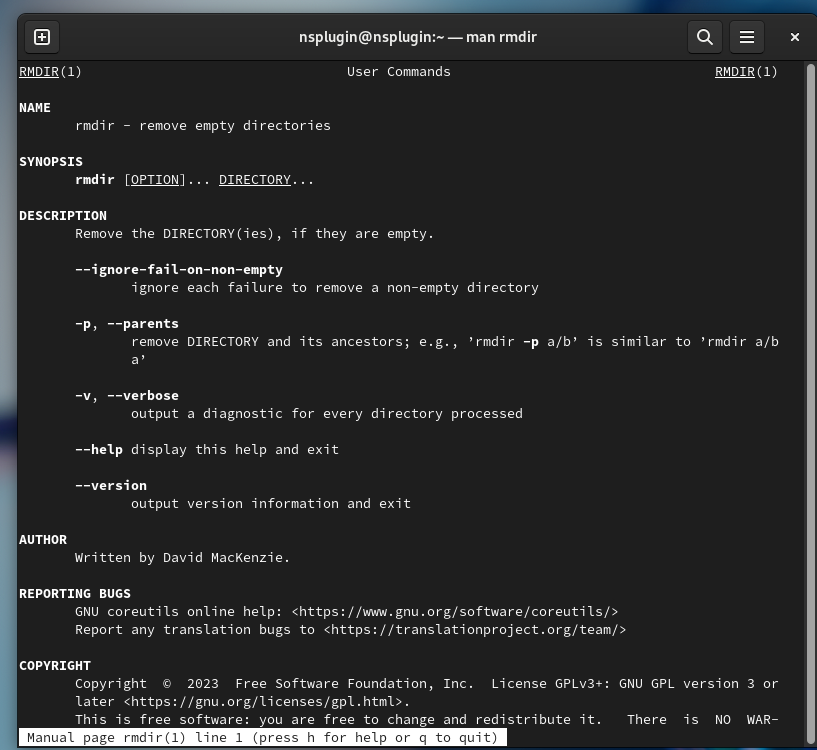 nsplugin@nsplugin:~ — man rmdir
RMDIR(1) User Commands RMDIR(1)
NAME
rmdir - remove empty directories
SYNOPSIS
rmdir [OPTION]... DIRECTORY...
DESCRIPTION
Remove the DIRECTORY(ies), if they are empty.
--ignore-fail-on-non-empty
ignore each failure to remove a non-empty directory
-p, --parents
remove DIRECTORY and its ancestors; e.g., ’rmdir -p a/b’ is similar to ’rmdir a/b
a’
-v, --verbose
output a diagnostic for every directory processed
--help display this help and exit
--version
output version information and exit
AUTHOR
Written by David MacKenzie.
REPORTING BUGS
GNU coreutils online help: <https://www.gnu.org/software/coreutils/>
Report any translation bugs to <https://translationproject.org/team/>
COPYRIGHT
Copyright © 2023 Free Software Foundation, Inc. License GPLv3+: GNU GPL version 3 or
later <https://gnu.org/licenses/gpl.html>.
This is free software: you are free to change and redistribute it. There is NO WAR-
Manual page rmdir(1) line 1 (press h for help or q to quit)